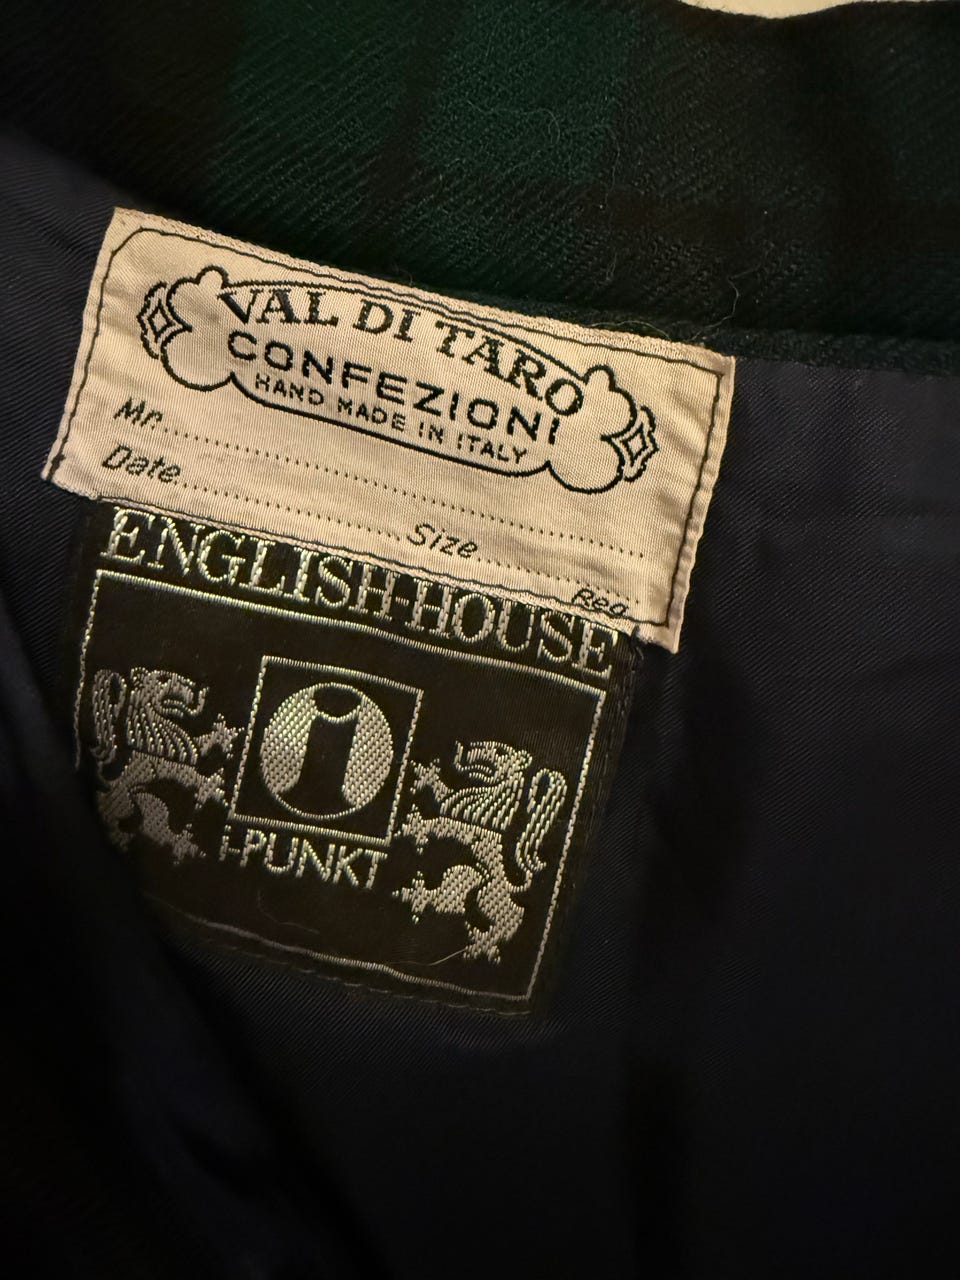 VAL DI TARO
CONFEZIONI
HAND MADE IN ITALY
Mr.
Date
Size
Reg.
ENGLISH-HOUSE
i
i-PUNKT